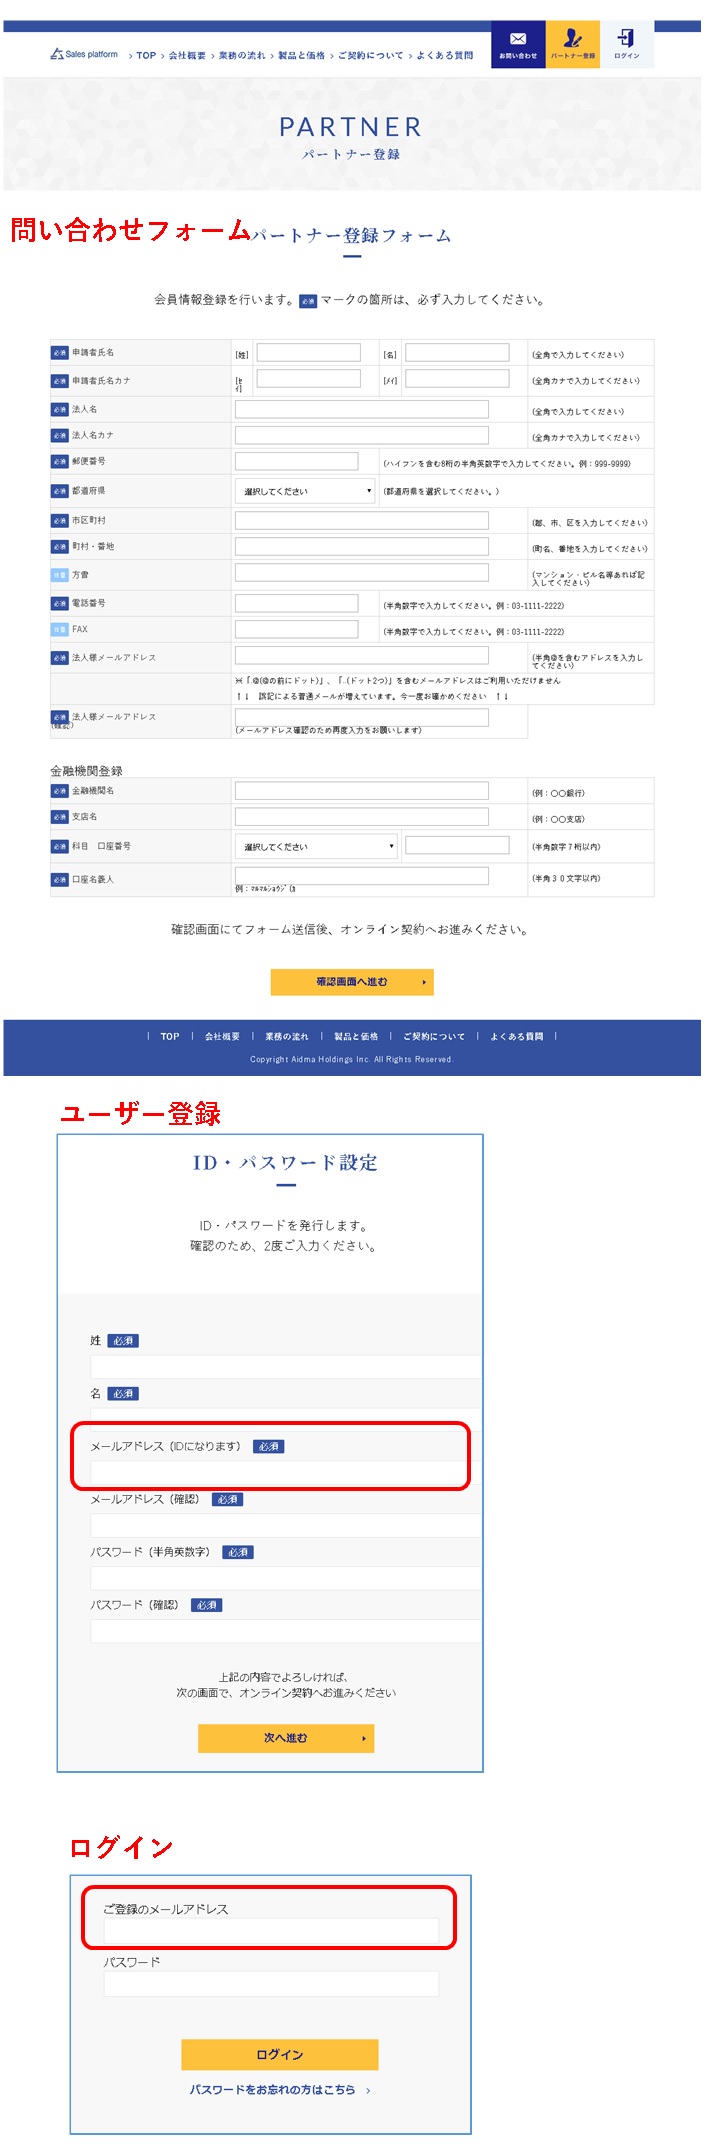 Sales platform
TOP 会社概要 業務の流れ 製品と価格 ご契約について よくある質問
お問い合わせ パートナー登録 ログイン
PARTNER
パートナー登録
問い合わせフォーム
パートナー登録フォーム
会員情報登録を行います。必須マークの箇所は、必ず入力してください。
必須 申請者氏名 [姓] [名] (全角で入力してください)
必須 申請者氏名カナ [セイ] [メイ] (全角カナで入力してください)
必須 法人名 (全角で入力してください)
必須 法人名カナ (全角カナで入力してください)
必須 郵便番号 (ハイフンを含む8桁の半角英数字で入力してください。例：999-9999)
必須 都道府県 選択してください (都道府県を選択してください。)
必須 市区町村 (郡、市、区を入力してください)
必須 町村・番地 (町名、番地を入力してください)
任意 方書 (マンション・ビル名等あれば記入してください)
必須 電話番号 (半角数字で入力してください。例：03-1111-2222)
任意 FAX (半角数字で入力してください。例：03-1111-2222)
必須 法人様メールアドレス (半角@を含むアドレスを入力してください)
※「.@(@の前にドット)」、「..(ドット2つ)」を含むメールアドレスはご利用いただけません
↑↓ 誤記による普通メールが増えています。今一度お確かめください ↑↓
必須 法人様メールアドレス
(確認)
(メールアドレス確認のため再度入力をお願いします)
金融機関登録
必須 金融機関名 (例：〇〇銀行)
必須 支店名 (例：〇〇支店)
必須 科目 口座番号 選択してください (半角数字７桁以内)
必須 口座名義人 (半角３０文字以内)
例：ﾏﾙﾏﾙｼｮｳｼﾞ(ｶ
確認画面にてフォーム送信後、オンライン契約へお進みください。
確認画面へ進む
TOP | 会社概要 | 業務の流れ | 製品と価格 | ご契約について | よくある質問
Copyright Aidma Holdings Inc. All Rights Reserved.
ユーザー登録
ID・パスワード設定
ID・パスワードを発行します。
確認のため、2度ご入力ください。
姓 必須
名 必須
メールアドレス（IDになります） 必須
メールアドレス（確認） 必須
パスワード（半角英数字） 必須
パスワード（確認） 必須
上記の内容でよろしければ、
次の画面で、オンライン契約へお進みください
次へ進む
ログイン
ご登録のメールアドレス
パスワード
ログイン
パスワードをお忘れの方はこちら